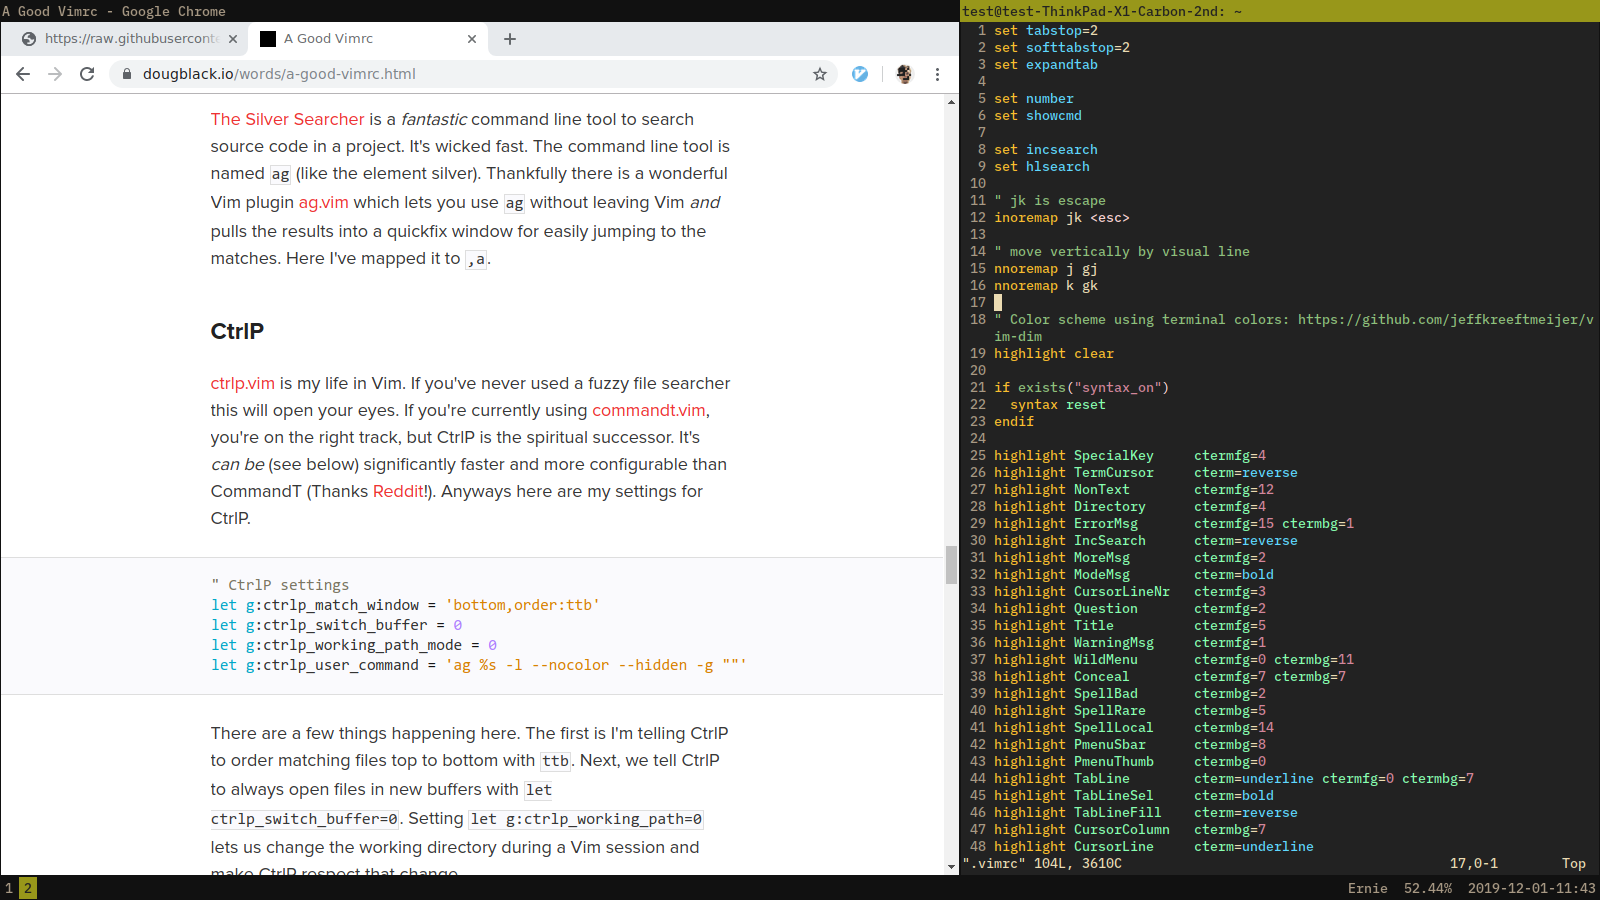 A Good Vimrc - Google Chrome
https://raw.githubuserconte
A Good Vimrc
dougblack.io/words/a-good-vimrc.html
The Silver Searcher is a fantastic command line tool to search
source code in a project. It's wicked fast. The command line tool is
named ag (like the element silver). Thankfully there is a wonderful
Vim plugin ag.vim which lets you use ag without leaving Vim and
pulls the results into a quickfix window for easily jumping to the
matches. Here I've mapped it to ,a.
CtrlP
ctrlp.vim is my life in Vim. If you've never used a fuzzy file searcher
this will open your eyes. If you're currently using commandt.vim,
you're on the right track, but CtrlP is the spiritual successor. It's
can be (see below) significantly faster and more configurable than
CommandT (Thanks Reddit!). Anyways here are my settings for
CtrlP.
" CtrlP settings
let g:ctrlp_match_window = 'bottom,order:ttb'
let g:ctrlp_switch_buffer = 0
let g:ctrlp_working_path_mode = 0
let g:ctrlp_user_command = 'ag %s -l --nocolor --hidden -g ""'
There are a few things happening here. The first is I'm telling CtrlP
to order matching files top to bottom with ttb. Next, we tell CtrlP
to always open files in new buffers with let
ctrlp_switch_buffer=0. Setting let g:ctrlp_working_path=0
lets us change the working directory during a Vim session and
make CtrlP respect that change.
test@test-ThinkPad-X1-Carbon-2nd: ~
1 set tabstop=2
2 set softtabstop=2
3 set expandtab
4
5 set number
6 set showcmd
7
8 set incsearch
9 set hlsearch
10
11 " jk is escape
12 inoremap jk <esc>
13
14 " move vertically by visual line
15 nnoremap j gj
16 nnoremap k gk
17
18 " Color scheme using terminal colors: https://github.com/jeffkreeftmeijer/v
im-dim
19 highlight clear
20
21 if exists("syntax_on")
22   syntax reset
23 endif
24
25 highlight SpecialKey     ctermfg=4
26 highlight TermCursor     cterm=reverse
27 highlight NonText        ctermfg=12
28 highlight Directory      ctermfg=4
29 highlight ErrorMsg       ctermfg=15 ctermbg=1
30 highlight IncSearch      cterm=reverse
31 highlight MoreMsg        ctermfg=2
32 highlight ModeMsg        cterm=bold
33 highlight CursorLineNr   ctermfg=3
34 highlight Question       ctermfg=2
35 highlight Title          ctermfg=5
36 highlight WarningMsg     ctermfg=1
37 highlight WildMenu       ctermfg=0 ctermbg=11
38 highlight Conceal        ctermfg=7 ctermbg=7
39 highlight SpellBad       ctermbg=2
40 highlight SpellRare      ctermbg=5
41 highlight SpellLocal     ctermbg=14
42 highlight PmenuSbar      ctermbg=8
43 highlight PmenuThumb     ctermbg=0
44 highlight TabLine        cterm=underline ctermfg=0 ctermbg=7
45 highlight TabLineSel     cterm=bold
46 highlight TabLineFill    cterm=reverse
47 highlight CursorColumn   ctermbg=7
48 highlight CursorLine     cterm=underline
".vimrc" 104L, 3610C 17,0-1 Top
1 2 Ernie 52.44% 2019-12-01-11:43